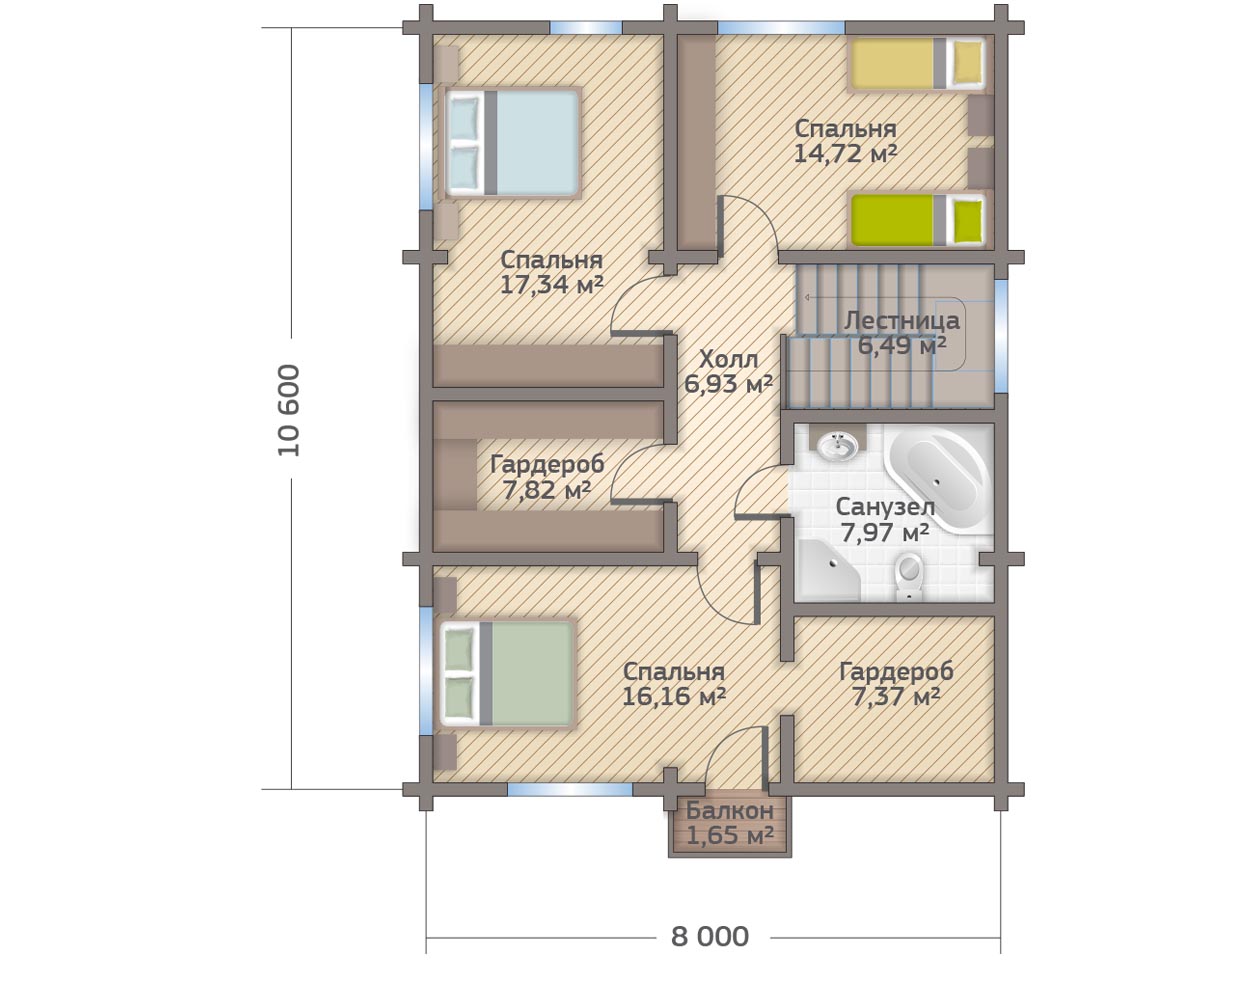 Спальня
14,72 м²
Спальня
17,34 м²
Лестница
6,49 м²
Холл
6,93 м²
10 600
Гардероб
7,82 м²
Санузел
7,97 м²
Спальня
16,16 м²
Гардероб
7,37 м²
Балкон
1,65 м²
8 000